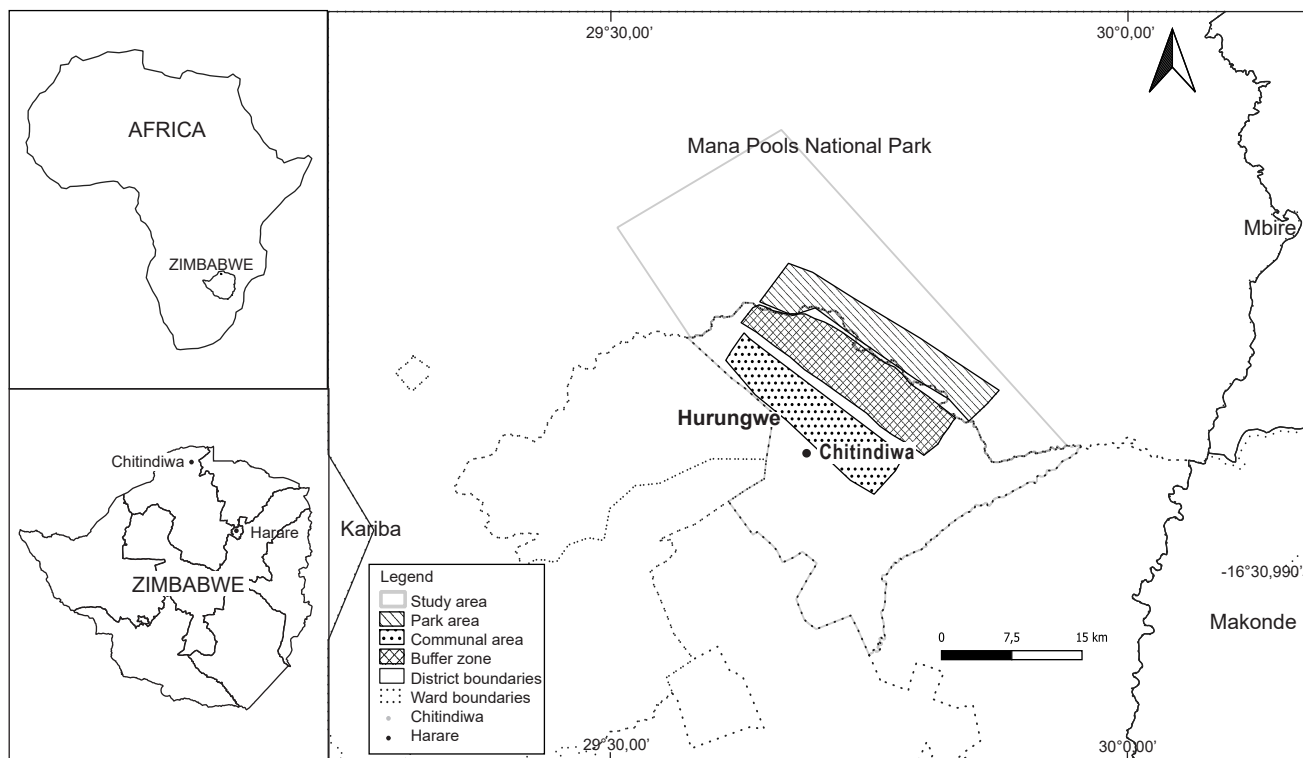 AFRICA
ZIMBABWE
Chitindiwa
Harare
ZIMBABWE
29°30,00’
30°0,00’
Mana Pools National Park
Mbire
Hurungwe
Chitindiwa
Kariba
-16°30,990’
Makonde
0 7,5 15 km
Legend
Study area
Park area
Communal area
Buffer zone
District boundaries
Ward boundaries
Chitindiwa
Harare
29°30,00’
30°0,00’